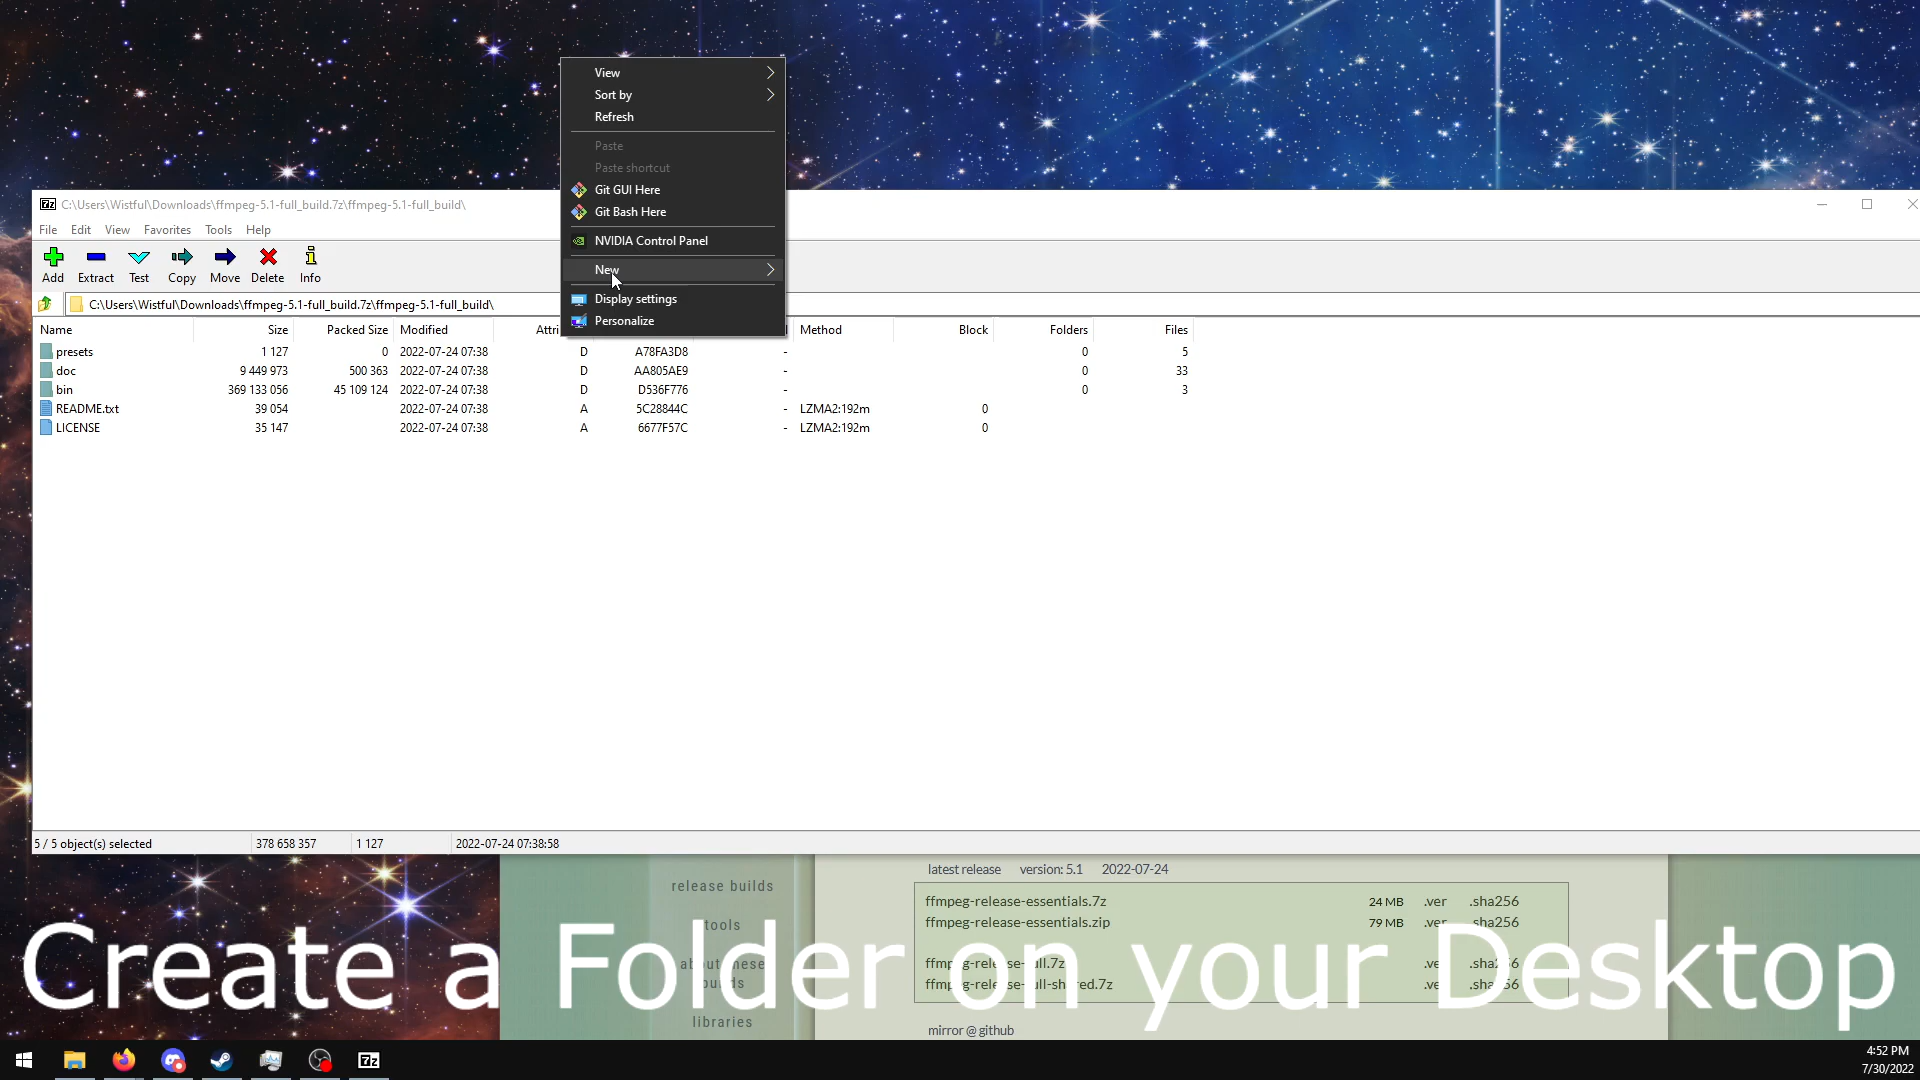 View
Sort by
Refresh
Paste
Paste shortcut
Git GUI Here
Git Bash Here
NVIDIA Control Panel
New
Display settings
Personalize
7z C:\Users\Wistful\Downloads\ffmpeg-5.1-full_build.7z\ffmpeg-5.1-full_build\
File Edit View Favorites Tools Help
Add Extract Test Copy Move Delete Info
C:\Users\Wistful\Downloads\ffmpeg-5.1-full_build.7z\ffmpeg-5.1-full_build\
Name Size Packed Size Modified Method Block Folders Files
presets 1 127 0 2022-07-24 07:38 D A78FA3D8 - 0 5
doc 9 449 973 500 363 2022-07-24 07:38 D AA805AE9 - 0 33
bin 369 133 056 45 109 124 2022-07-24 07:38 D D536F776 - 0 3
README.txt 39 054 2022-07-24 07:38 A 5C28844C - LZMA2:192m 0
LICENSE 35 147 2022-07-24 07:38 A 6677F57C - LZMA2:192m 0
5 / 5 object(s) selected 378 658 357 1 127 2022-07-24 07:38:58
latest release version: 5.1 2022-07-24
release builds
ffmpeg-release-essentials.7z 24 MB .ver .sha256
tools
ffmpeg-release-essentials.zip 79 MB .ver .sha256
Create a Folder on your Desktop
libraries
mirror @ github
7z
4:52 PM
7/30/2022